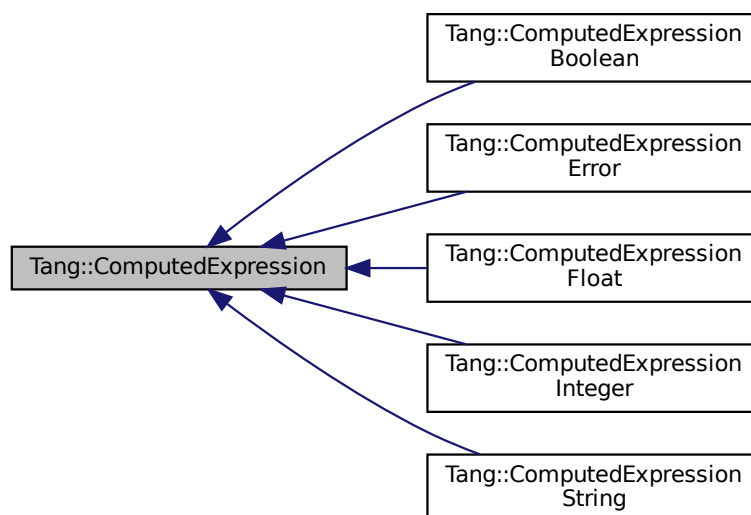 Tang::ComputedExpression
Boolean
Tang::ComputedExpression
Error
Tang::ComputedExpression
Tang::ComputedExpression
Float
Tang::ComputedExpression
Integer
Tang::ComputedExpression
String